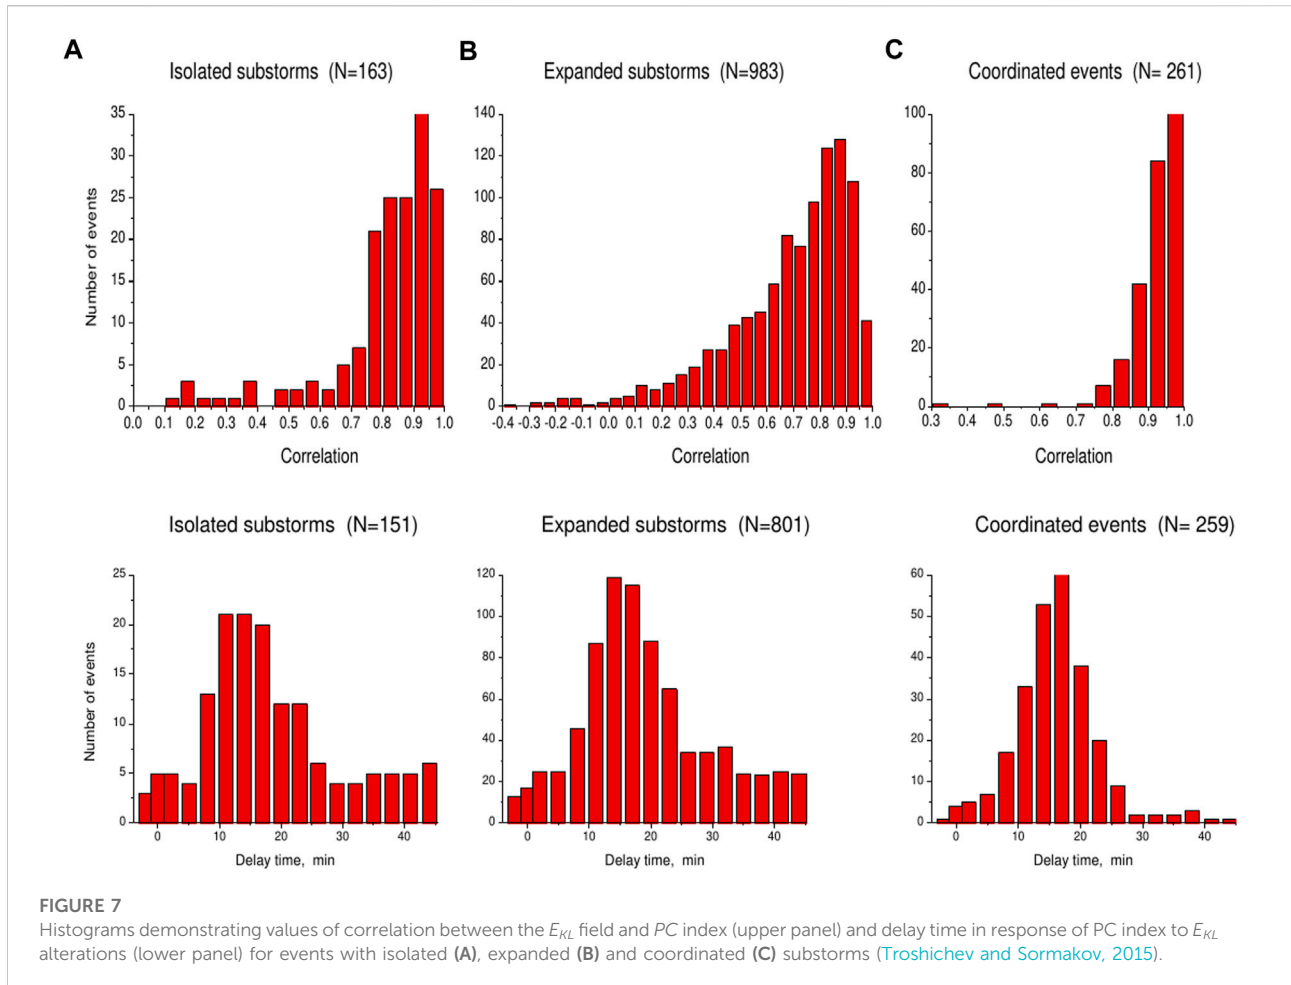 A
B
C
Isolated substorms (N=163)
Expanded substorms (N=983)
Coordinated events (N= 261)
Number of events
35
30
25
20
15
10
5
0
0.0 0.1 0.2 0.3 0.4 0.5 0.6 0.7 0.8 0.9 1.0
Correlation
140
120
100
80
60
40
20
0
-0.4 -0.3 -0.2 -0.1 0.0 0.1 0.2 0.3 0.4 0.5 0.6 0.7 0.8 0.9 1.0
Correlation
100
80
60
40
20
0
0.3 0.4 0.5 0.6 0.7 0.8 0.9 1.0
Correlation
Isolated substorms (N=151)
Expanded substorms (N=801)
Coordinated events (N= 259)
Number of events
25
20
15
10
5
0
0 10 20 30 40
Delay time, min
120
100
80
60
40
20
0
0 10 20 30 40
Delay time, min
60
50
40
30
20
10
0
0 10 20 30 40
Delay time, min
FIGURE 7
Histograms demonstrating values of correlation between the EKL field and PC index (upper panel) and delay time in response of PC index to EKL
alterations (lower panel) for events with isolated (A), expanded (B) and coordinated (C) substorms (Troshichev and Sormakov, 2015).